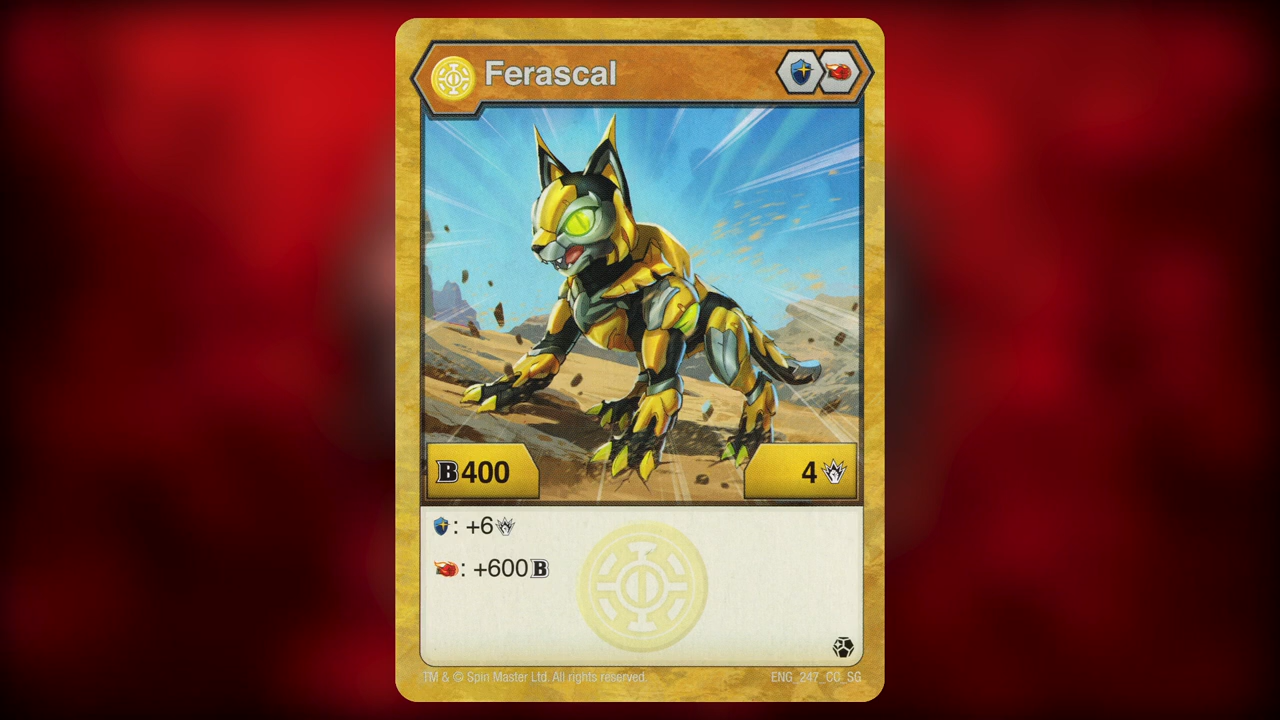 Ferascal
B400
4
: +6
: +600B
TM & © Spin Master Ltd. All rights reserved.
ENG_247_CO_SG